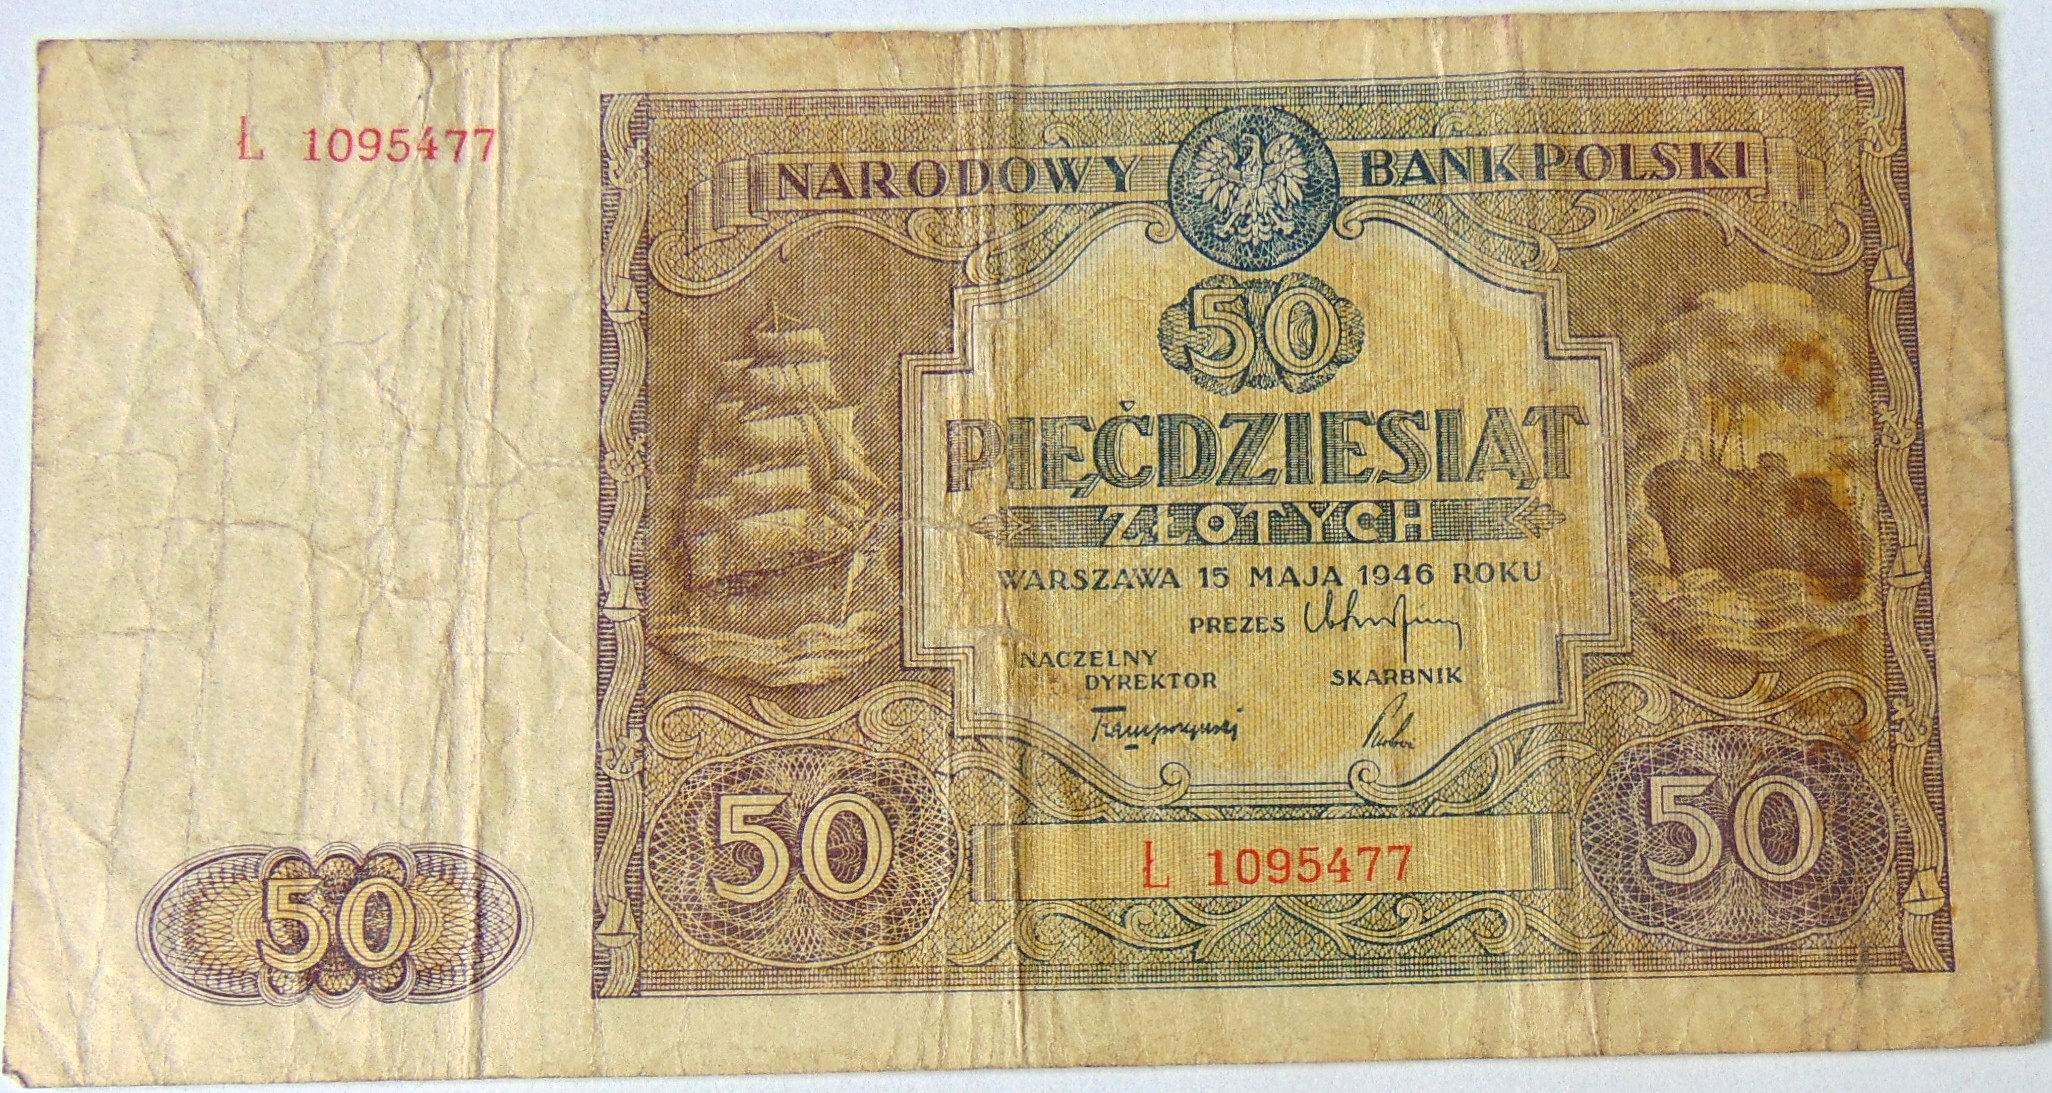 Ł 1095477
NARODOWY BANK POLSKI
50
PIĘĆDZIESIĄT
ZŁOTYCH
WARSZAWA 15 MAJA 1946 ROKU
PREZES
NACZELNY
DYREKTOR
SKARBNIK
50
50
Ł 1095477
50